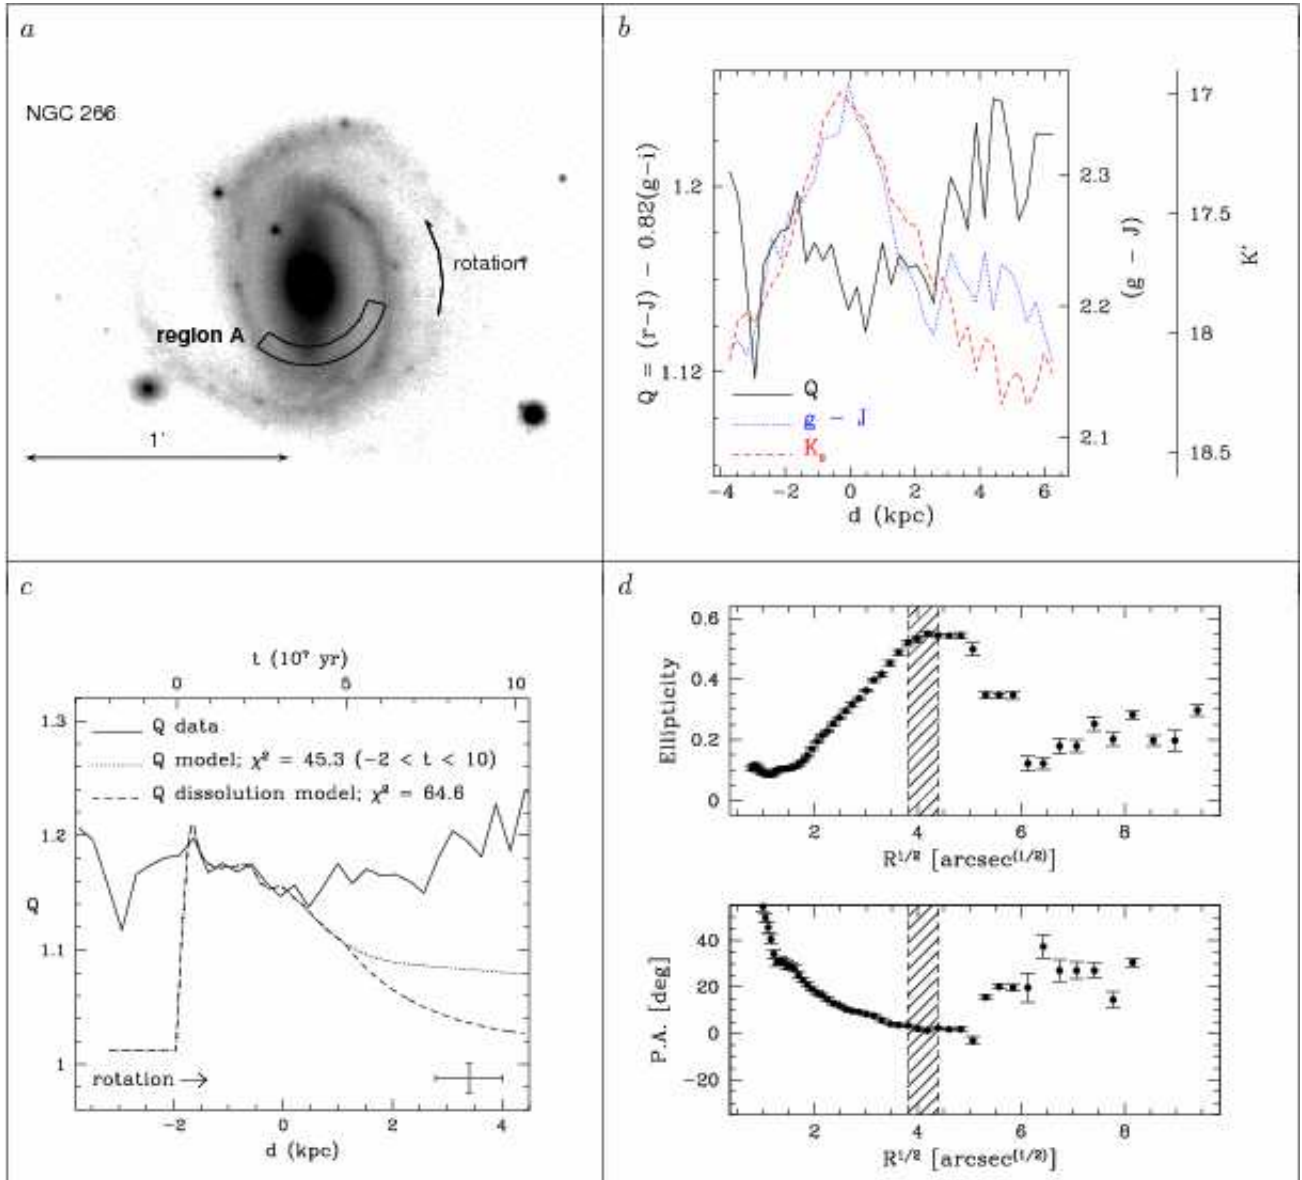 a
NGC 266
rotation
region A
1'
b
Q = (r-J) - 0.82(g-i)
1.2
1.12
2.3
2.2
2.1
(g - J)
17
17.5
18
18.5
K'
Q
g - J
K_s
-4 -2 0 2 4 6
d (kpc)
c
t (10⁷ yr)
0 5 10
1.3
1.2
1.1
1
Q
Q data
Q model; χ² = 45.3 (-2 < t < 10)
Q dissolution model; χ² = 64.6
rotation →
-2 0 2 4
d (kpc)
d
Ellipticity
0.6
0.4
0.2
0
2 4 6 8
R^1/2 [arcsec^(1/2)]
P.A. [deg]
40
20
0
-20
2 4 6 8
R^1/2 [arcsec^(1/2)]